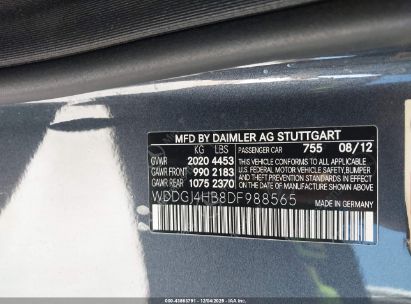 MFD BY DAIMLER AG STUTTGART
KG LBS PASSENGER CAR 755 08/12
GVWR 2020 4453 THIS VEHICLE CONFORMS TO ALL APPLICABLE
GAWR FRONT 990 2183 U.S. FEDERAL MOTOR VEHICLE SAFETY, BUMPER
GAWR REAR 1075 2370 AND THEFT PREVENTION STANDARDS IN EFFECT
ON THE DATE OF MANUFACTURE SHOWN ABOVE.
WDDGJ4HB8DF988565
MADE IN GERMANY